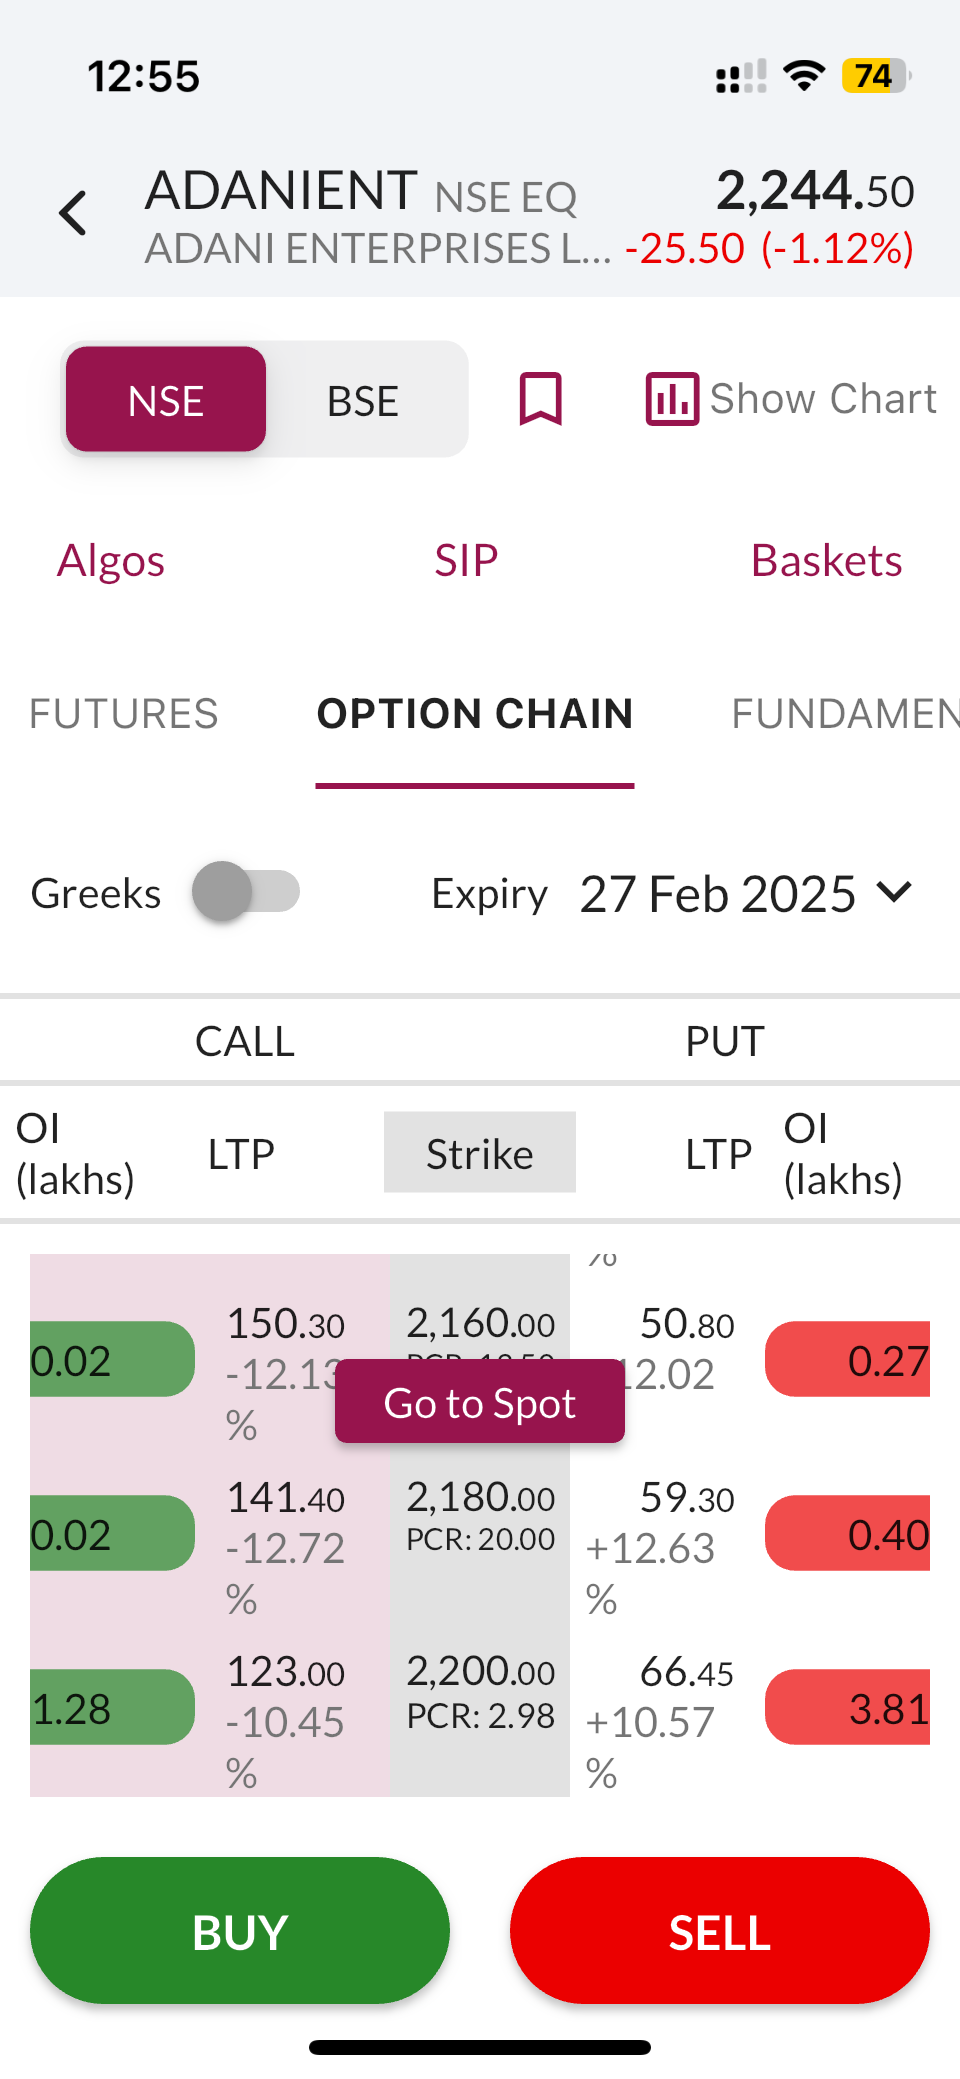 12:55
74
ADANIENT NSE EQ 2,244.50
ADANI ENTERPRISES L... -25.50 (-1.12%)
NSE BSE Show Chart
Algos SIP Baskets
FUTURES OPTION CHAIN FUNDAMEN
Greeks Expiry 27 Feb 2025
CALL PUT
OI (lakhs) LTP Strike LTP OI (lakhs)
%
0.02 150.30 2,160.00 50.80 0.27
-12.13 12.02
%
Go to Spot
0.02 141.40 2,180.00 59.30 0.40
-12.72 PCR: 20.00 +12.63
% %
1.28 123.00 2,200.00 66.45 3.81
-10.45 PCR: 2.98 +10.57
% %
BUY SELL